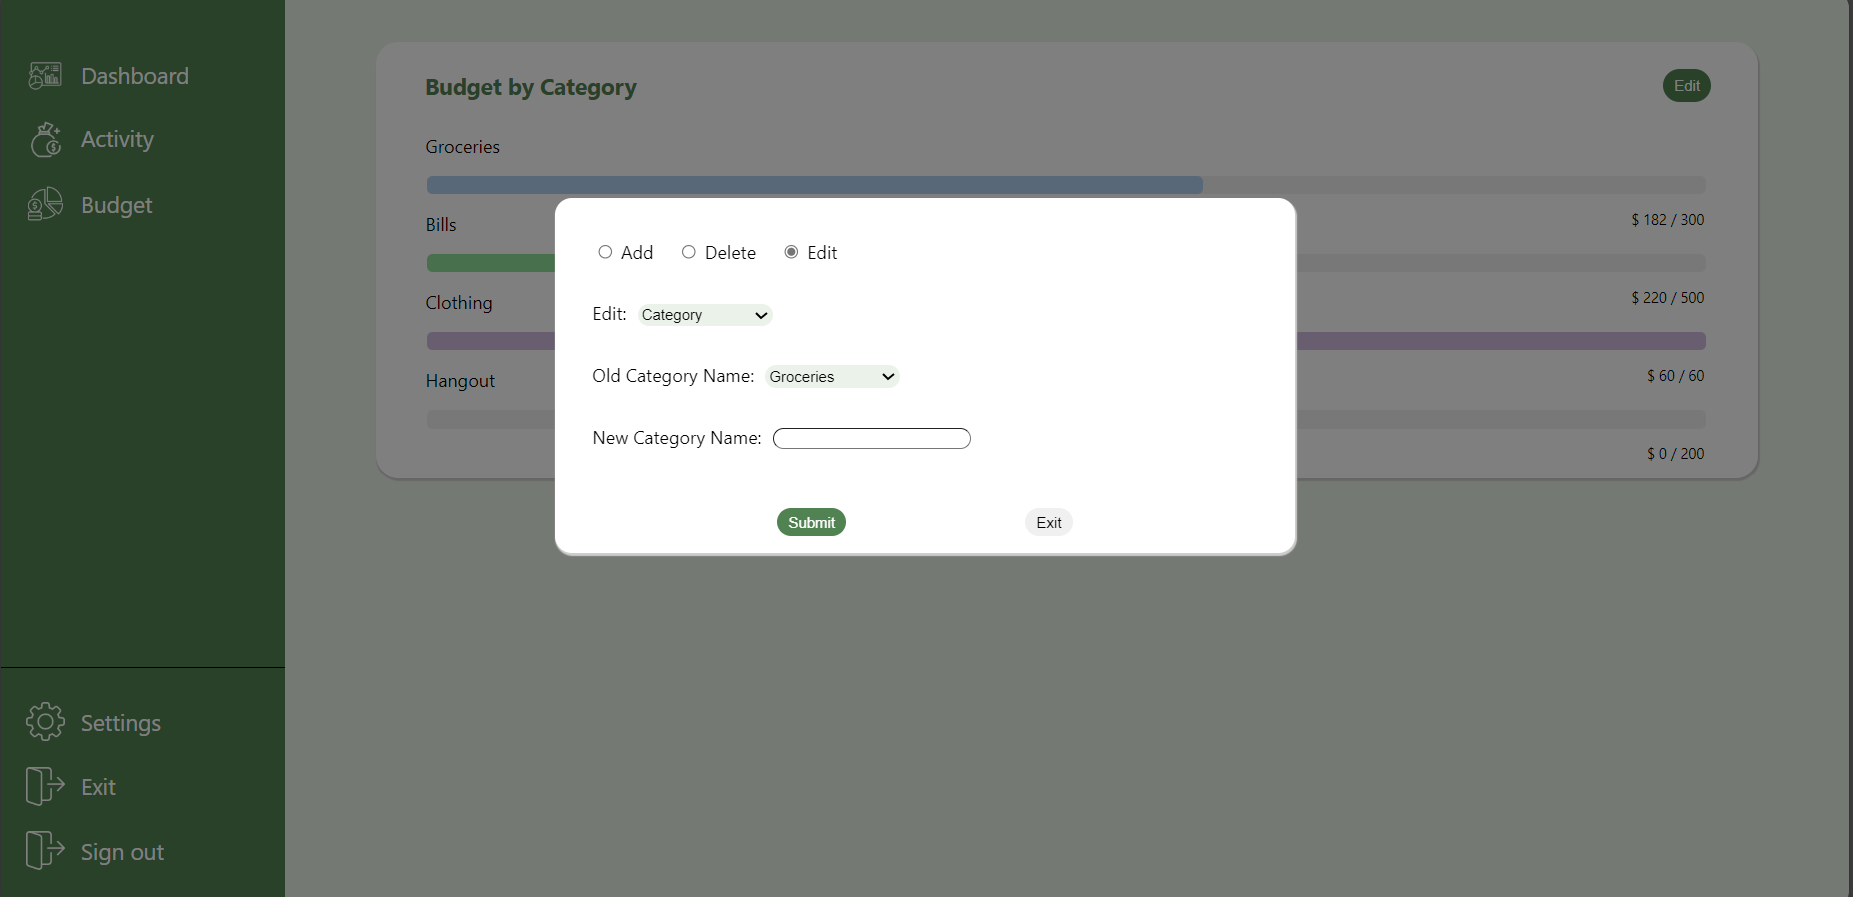 Dashboard
Activity
Budget
Settings
Exit
Sign out
Budget by Category
Edit
Groceries
$ 182 / 300
Bills
$ 220 / 500
Clothing
$ 60 / 60
Hangout
$ 0 / 200
Add Delete Edit
Edit: Category
Old Category Name: Groceries
New Category Name:
Submit Exit